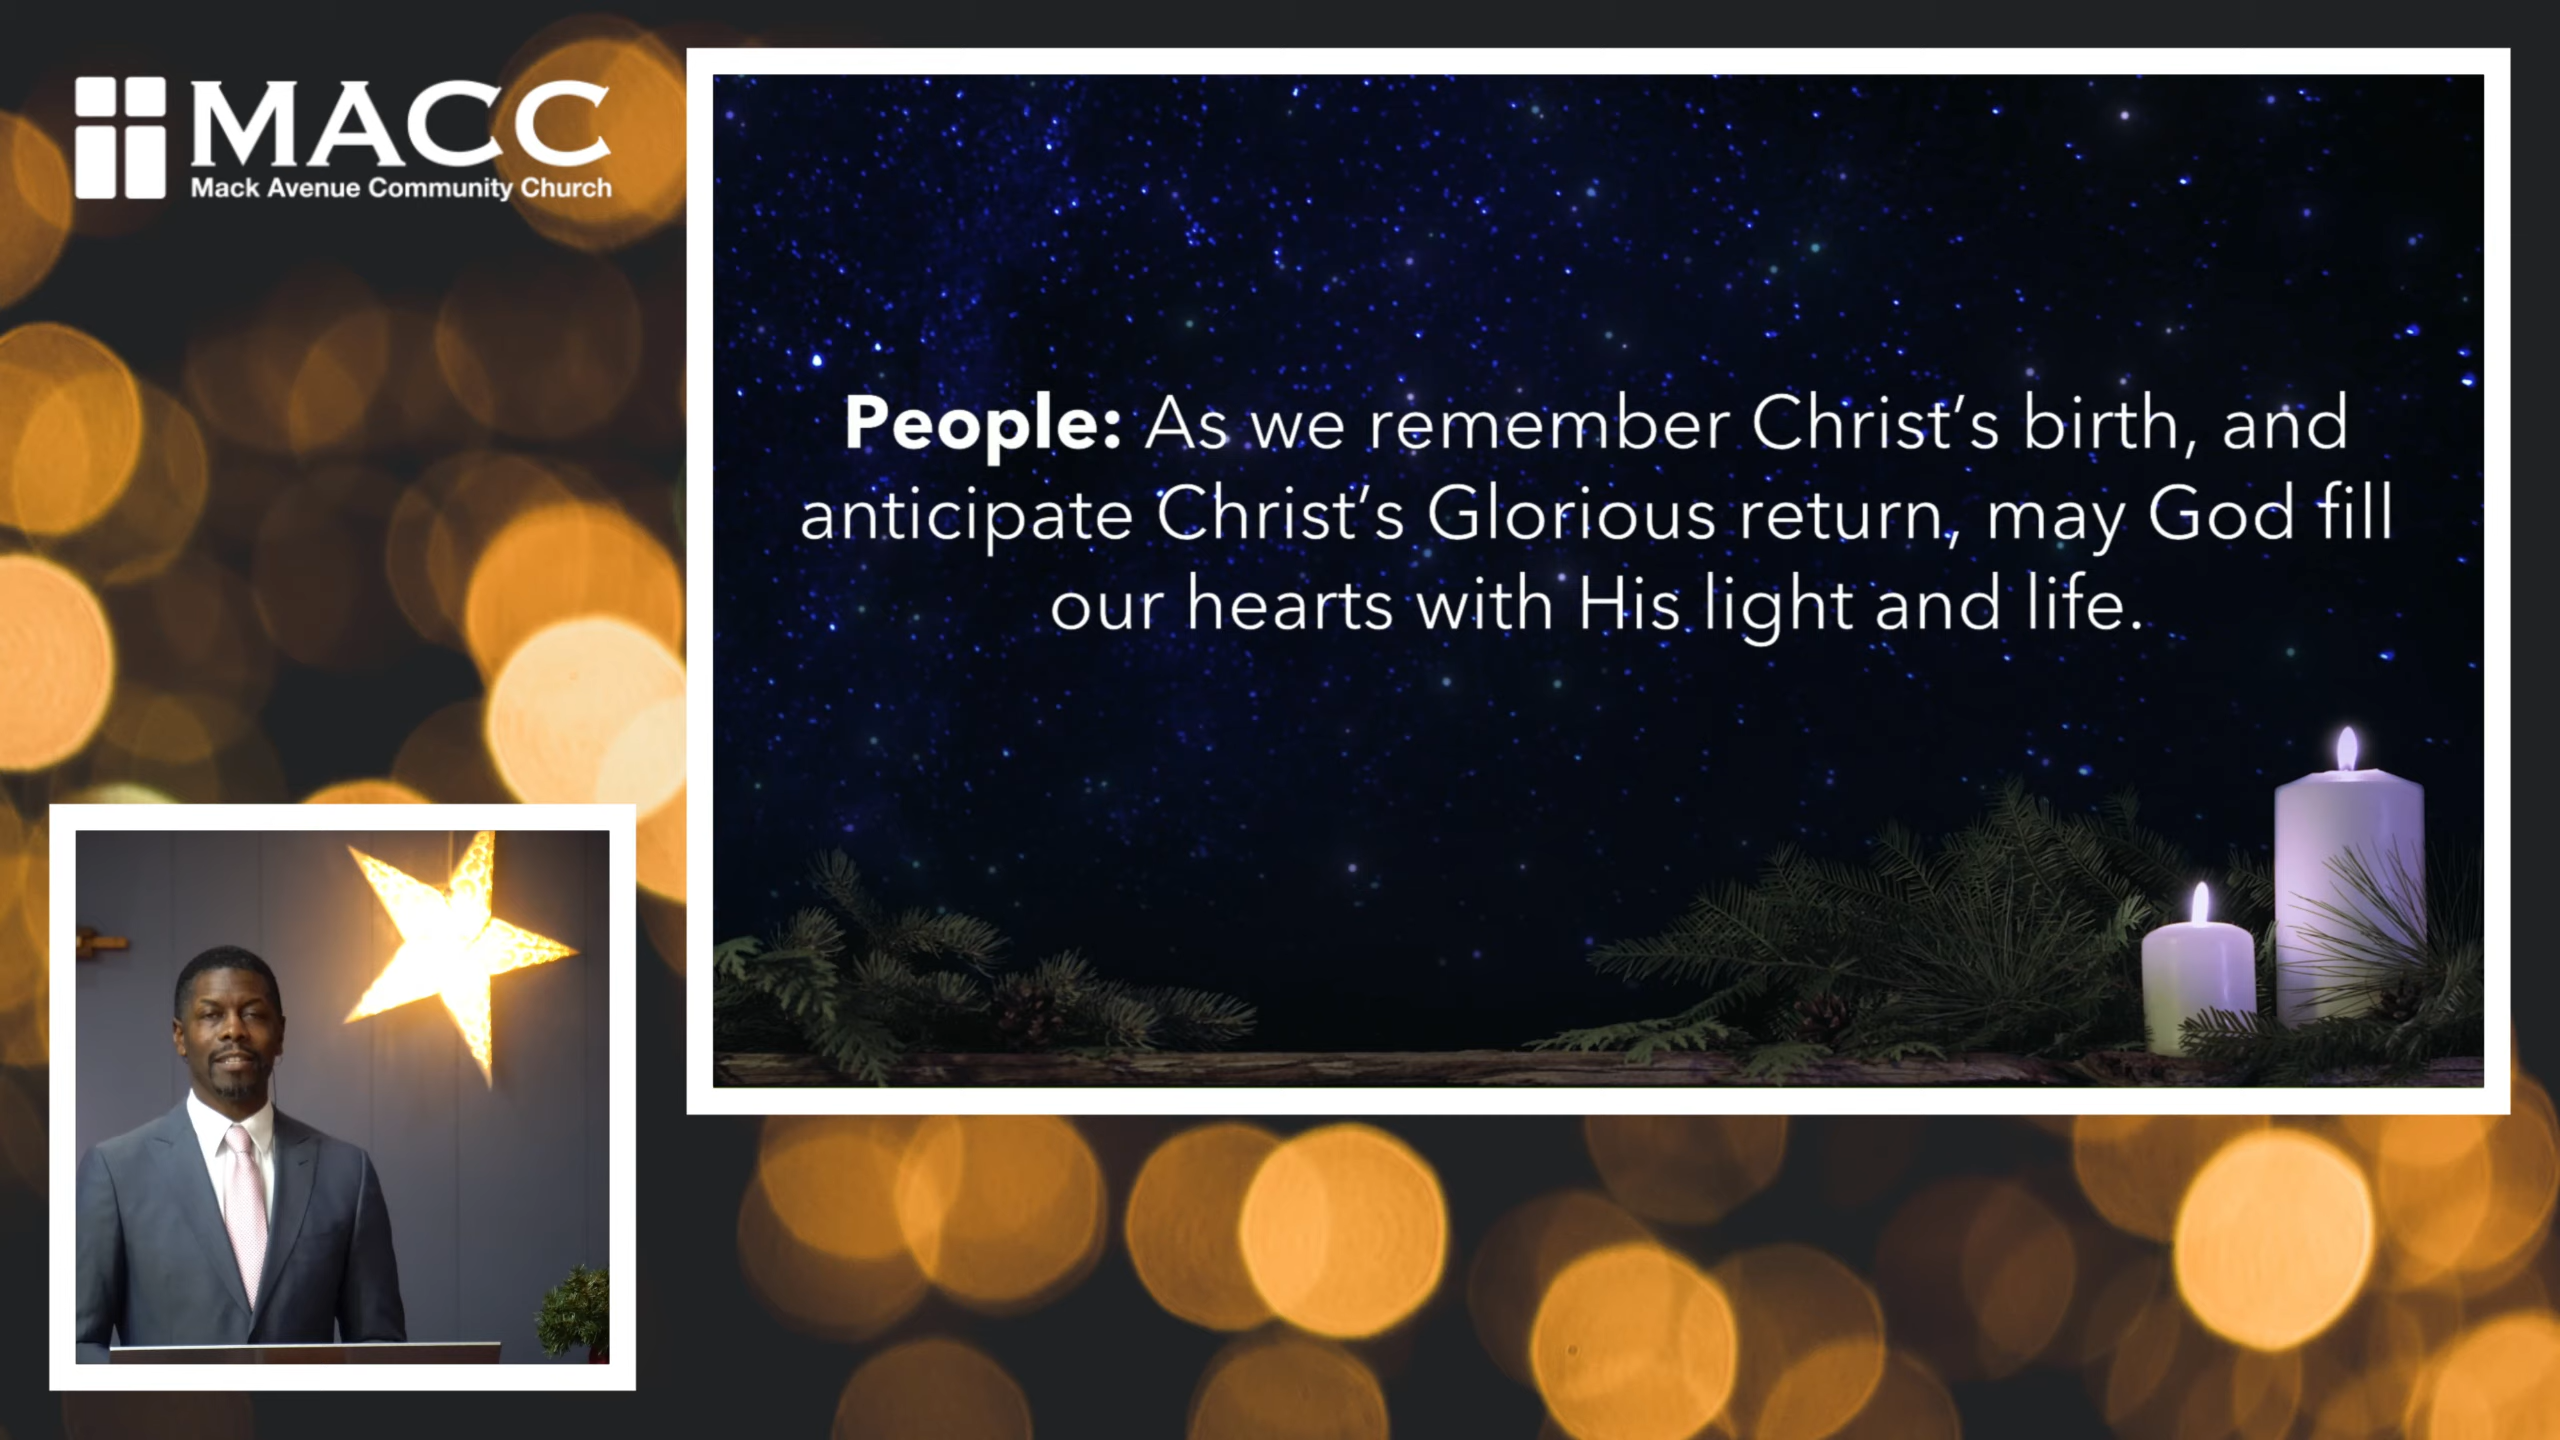 MACC
Mack Avenue Community Church
People: As we remember Christ’s birth, and
anticipate Christ’s Glorious return, may God fill
our hearts with His light and life.